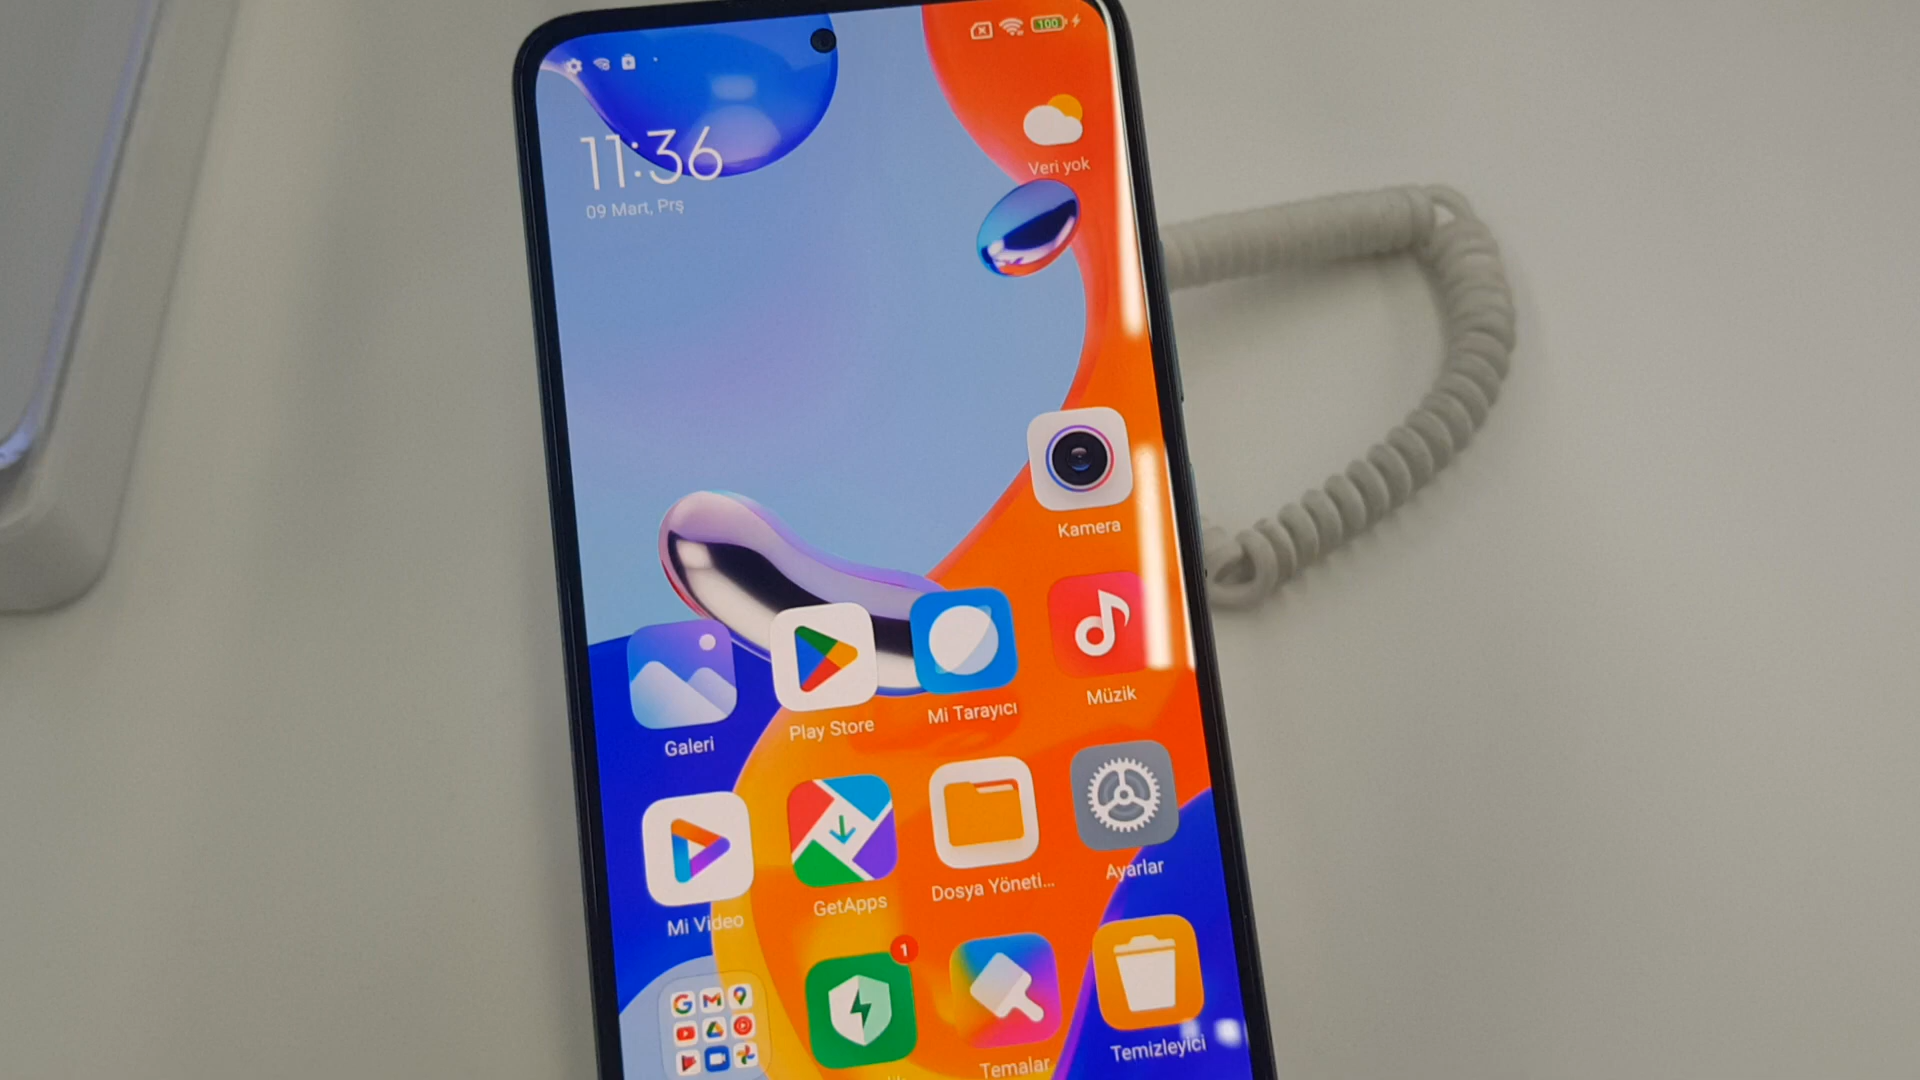 100
11:36
09 Mart, Prş
Veri yok
Kamera
Galeri
Play Store
Mi Tarayıcı
Müzik
Mi Video
GetApps
Dosya Yöneti...
Ayarlar
1
Temalar
Temizleyici